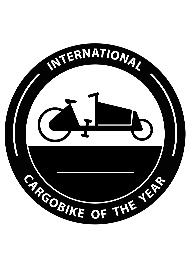 INTERNATIONAL
CARGOBIKE OF THE YEAR